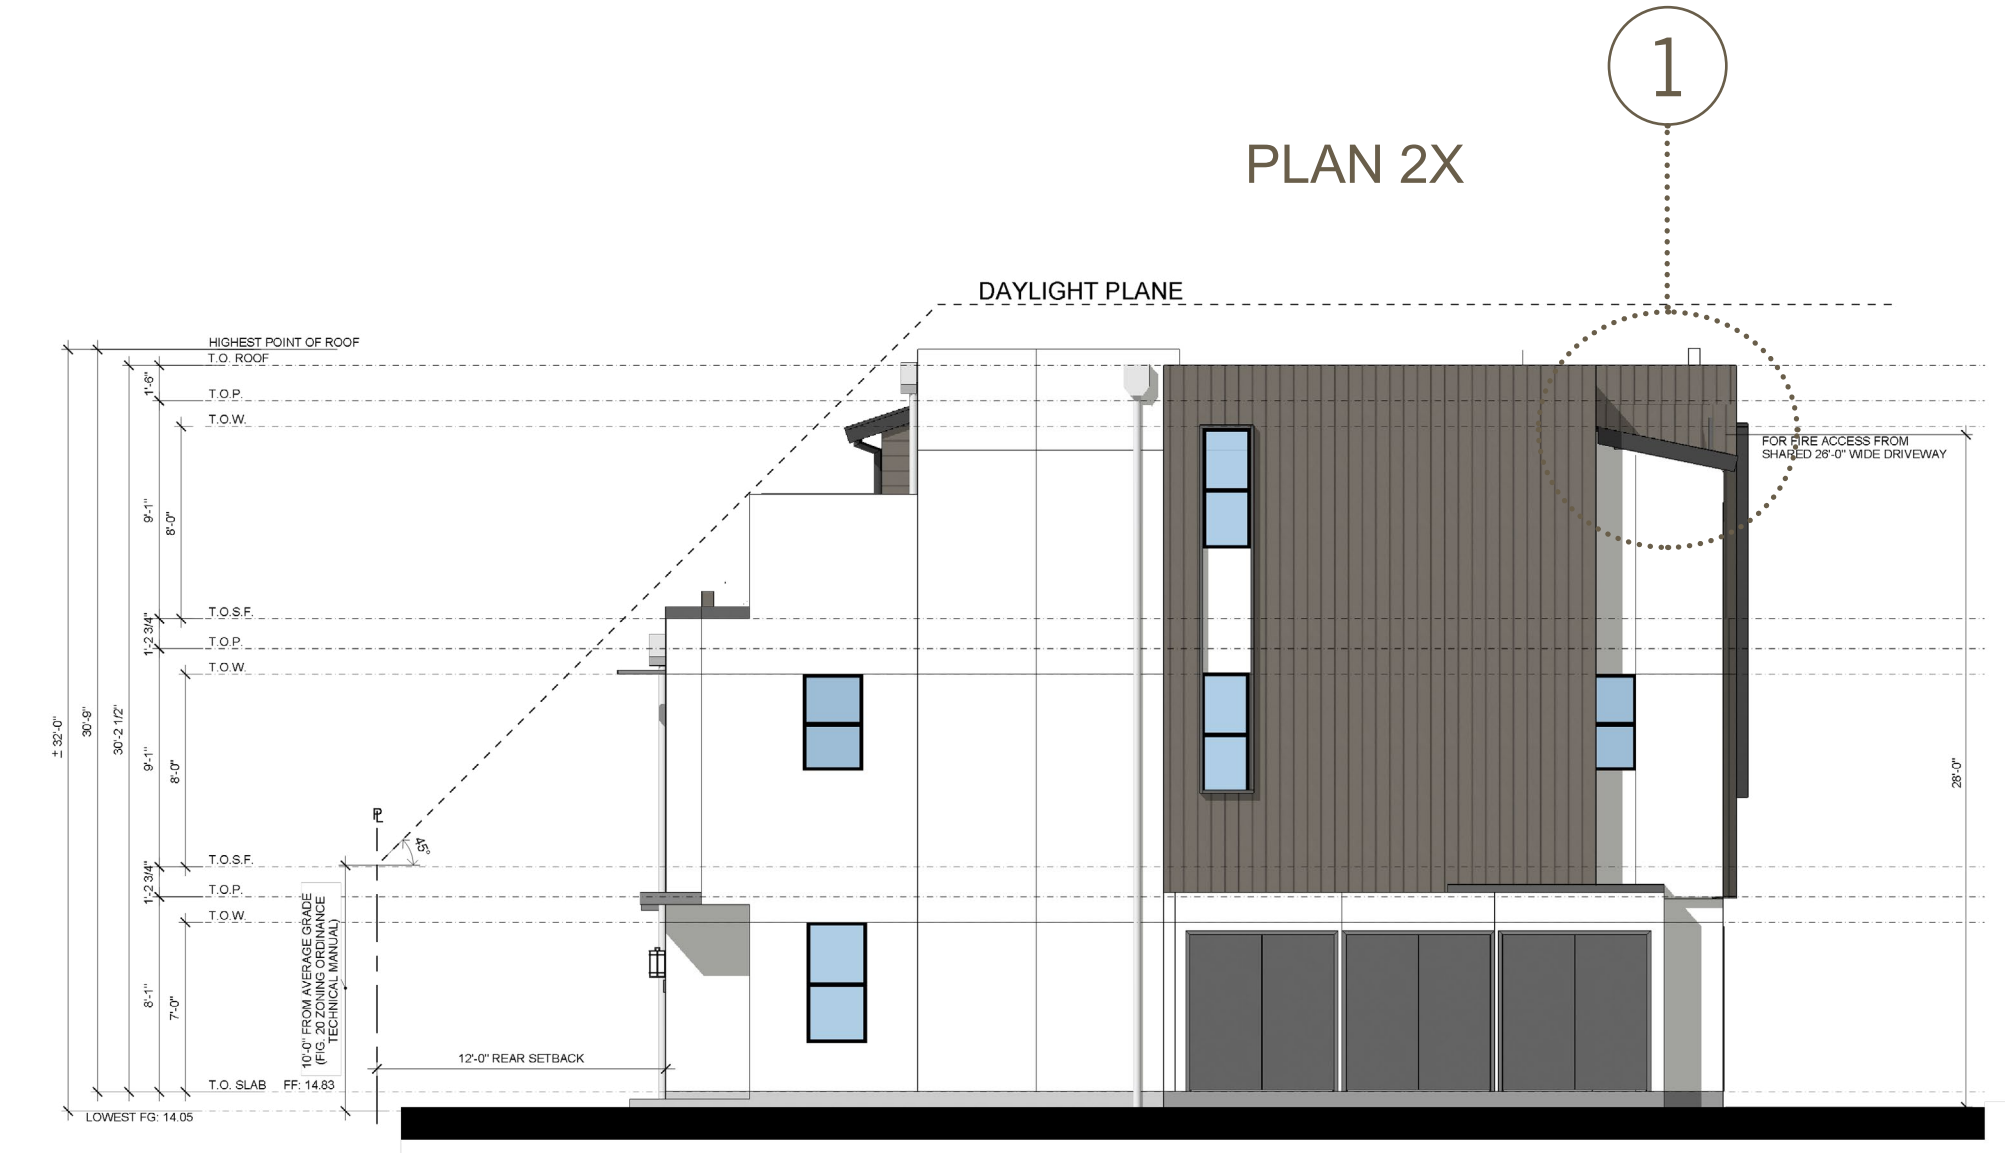 1
PLAN 2X
DAYLIGHT PLANE
HIGHEST POINT OF ROOF
T.O. ROOF
T.O.P.
T.O.W.
1'-6"
9'-1"
8'-0"
FOR FIRE ACCESS FROM
SHARED 26'-0" WIDE DRIVEWAY
T.O.S.F.
T.O.P.
T.O.W.
1'-2 3/4"
± 32'-0"
30'-9"
30'-2 1/2"
9'-1"
8'-0"
28'-0"
PL
45°
T.O.S.F.
T.O.P.
T.O.W.
1'-2 3/4"
8'-1"
7'-0"
10'-0" FROM AVERAGE GRADE
(FIG. 20 ZONING ORDINANCE
TECHNICAL MANUAL)
12'-0" REAR SETBACK
T.O. SLAB FF: 14.83
LOWEST FG: 14.05